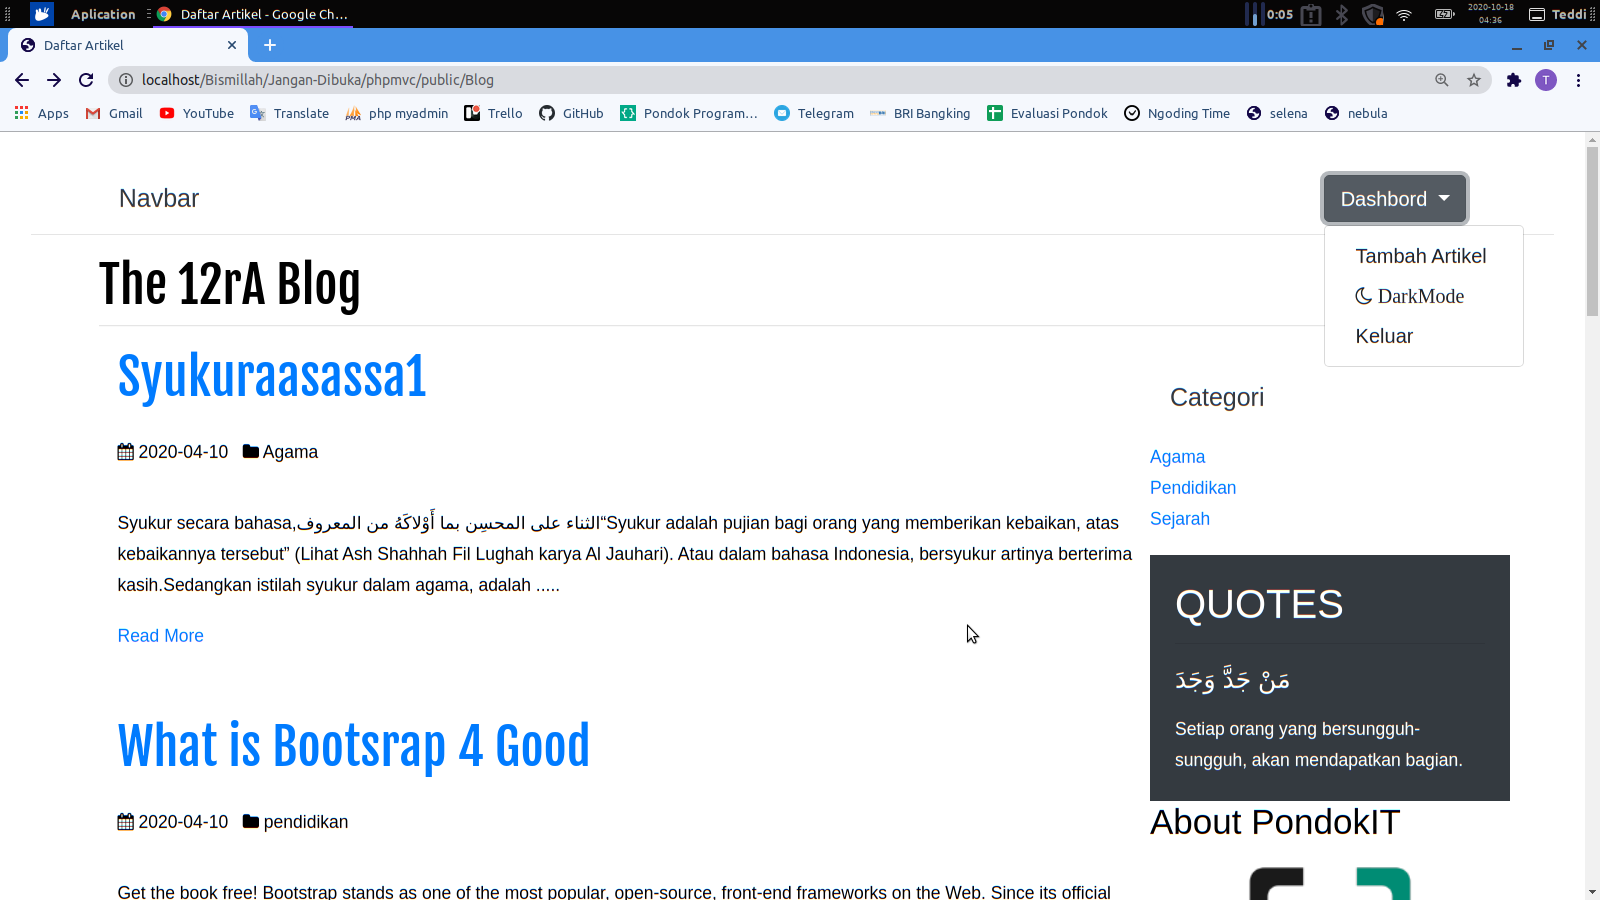 Aplication
Daftar Artikel - Google Ch...
0:05
2020-10-18
04:36
Teddi
Daftar Artikel
localhost/Bismillah/Jangan-Dibuka/phpmvc/public/Blog
T
Apps
Gmail
YouTube
Translate
php myadmin
Trello
GitHub
Pondok Program...
Telegram
BRI Bangking
Evaluasi Pondok
Ngoding Time
selena
nebula
Navbar
Dashbord
Tambah Artikel
DarkMode
Keluar
The 12rA Blog
Syukuraasassa1
2020-04-10 Agama
Syukur secara bahasa,الثناء على المحسِن بما أَوْلاكَهُ من المعروف“Syukur adalah pujian bagi orang yang memberikan kebaikan, atas
kebaikannya tersebut” (Lihat Ash Shahhah Fil Lughah karya Al Jauhari). Atau dalam bahasa Indonesia, bersyukur artinya berterima
kasih.Sedangkan istilah syukur dalam agama, adalah .....
Read More
What is Bootsrap 4 Good
2020-04-10 pendidikan
Get the book free! Bootstrap stands as one of the most popular, open-source, front-end frameworks on the Web. Since its official
Categori
Agama
Pendidikan
Sejarah
QUOTES
مَنْ جَدَّ وَجَدَ
Setiap orang yang bersungguh-
sungguh, akan mendapatkan bagian.
About PondokIT